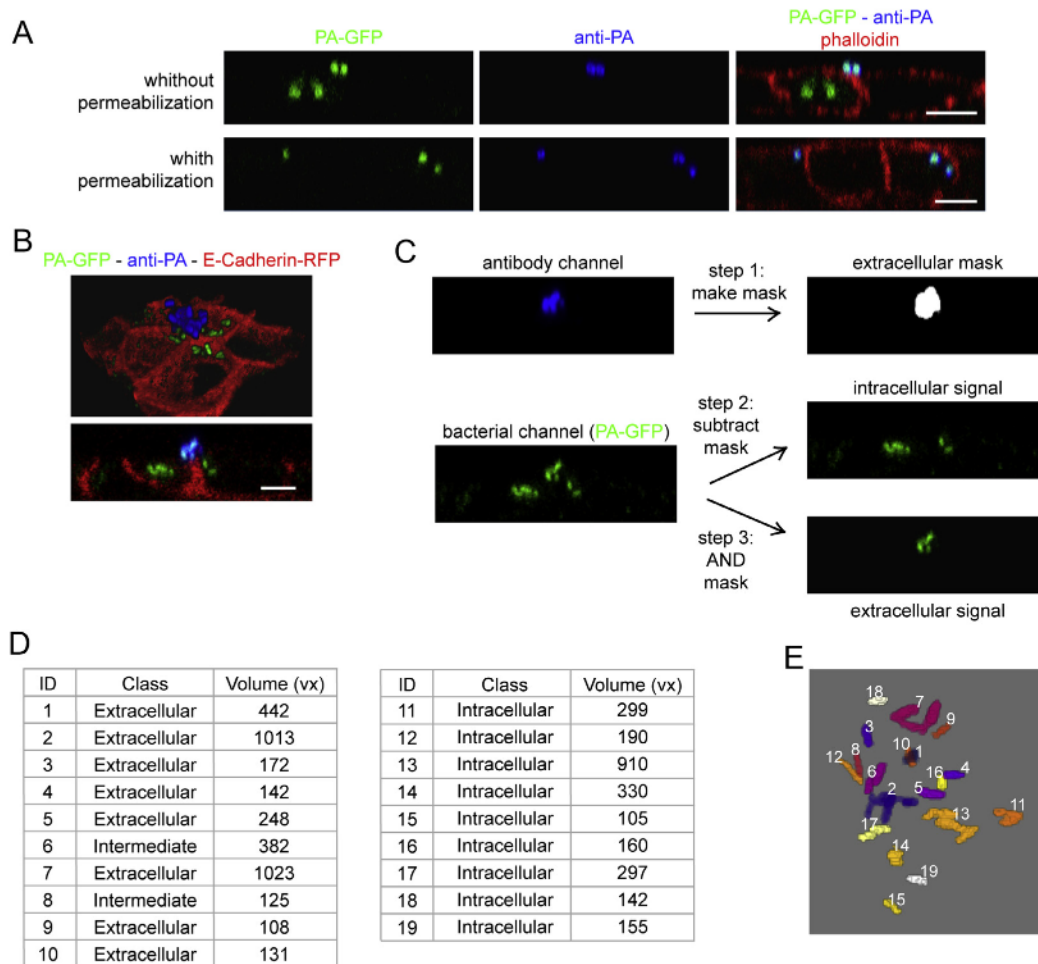 A
PA-GFP
anti-PA
PA-GFP - anti-PA
phalloidin
whithout
permeabilization
whith
permeabilization
B
PA-GFP - anti-PA - E-Cadherin-RFP
C
antibody channel
step 1:
make mask
extracellular mask
bacterial channel (PA-GFP)
step 2:
subtract
mask
intracellular signal
step 3:
AND
mask
extracellular signal
D
ID Class Volume (vx)
1 Extracellular 442
2 Extracellular 1013
3 Extracellular 172
4 Extracellular 142
5 Extracellular 248
6 Intermediate 382
7 Extracellular 1023
8 Intermediate 125
9 Extracellular 108
10 Extracellular 131
ID Class Volume (vx)
11 Intracellular 299
12 Intracellular 190
13 Intracellular 910
14 Intracellular 330
15 Intracellular 105
16 Intracellular 160
17 Intracellular 297
18 Intracellular 142
19 Intracellular 155
E
18
7
9
3
10
1
12
8
6
16
4
5
2
13
11
17
14
19
15